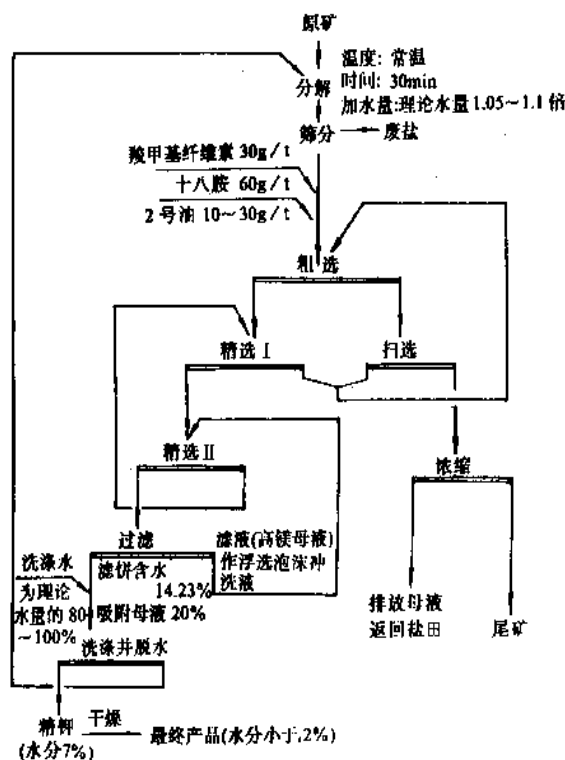 原矿
温度: 常温
时间: 30min
加水量:理论水量1.05～1.1倍
分解
筛分
废盐
羧甲基纤维素 30g/t
十八胺 60g/t
2号油 10～30g/t
粗选
精选Ⅰ
扫选
精选Ⅱ
浓缩
过滤
滤液(高镁母液)
作浮选泡沫冲
洗液
洗涤水
为理论
水量的80
～100%
滤饼含水
14.23%
吸附母液 20%
排放母液
返回盐田
尾矿
洗涤并脱水
精钾
(水分7%)
干燥
最终产品(水分小于2%)